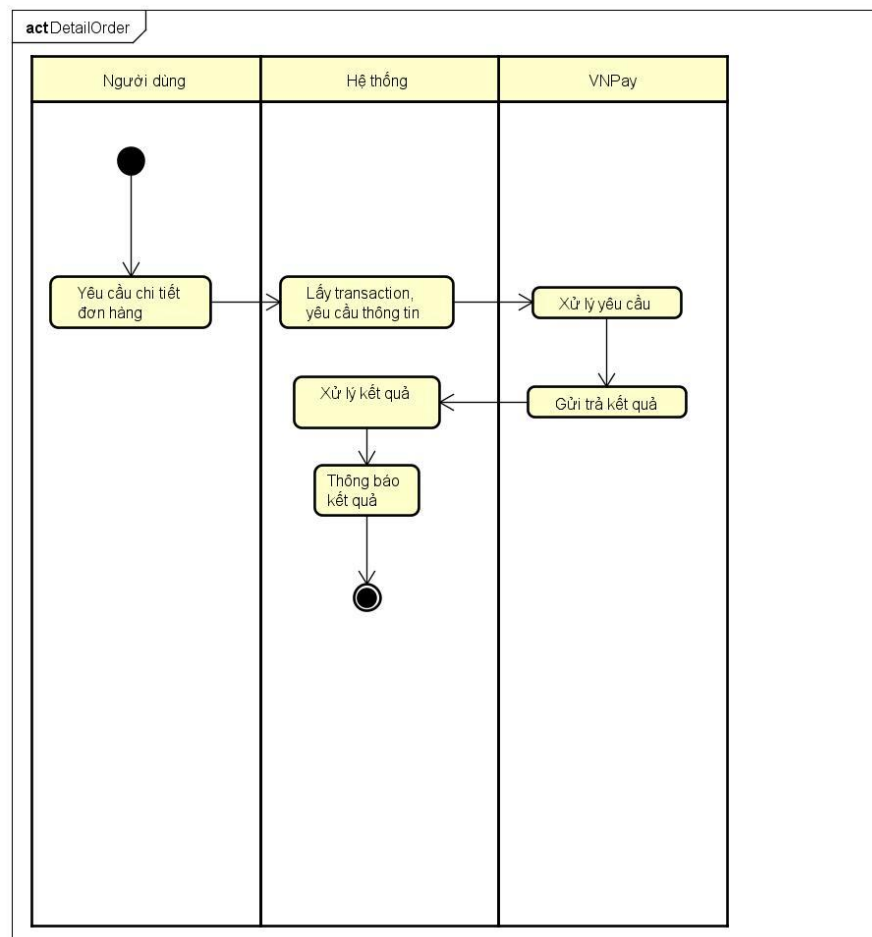 actDetailOrder
Người dùng
Hệ thống
VNPay
Yêu cầu chi tiết
đơn hàng
Lấy transaction,
yêu cầu thông tin
Xử lý yêu cầu
Xử lý kết quả
Gửi trả kết quả
Thông báo
kết quả